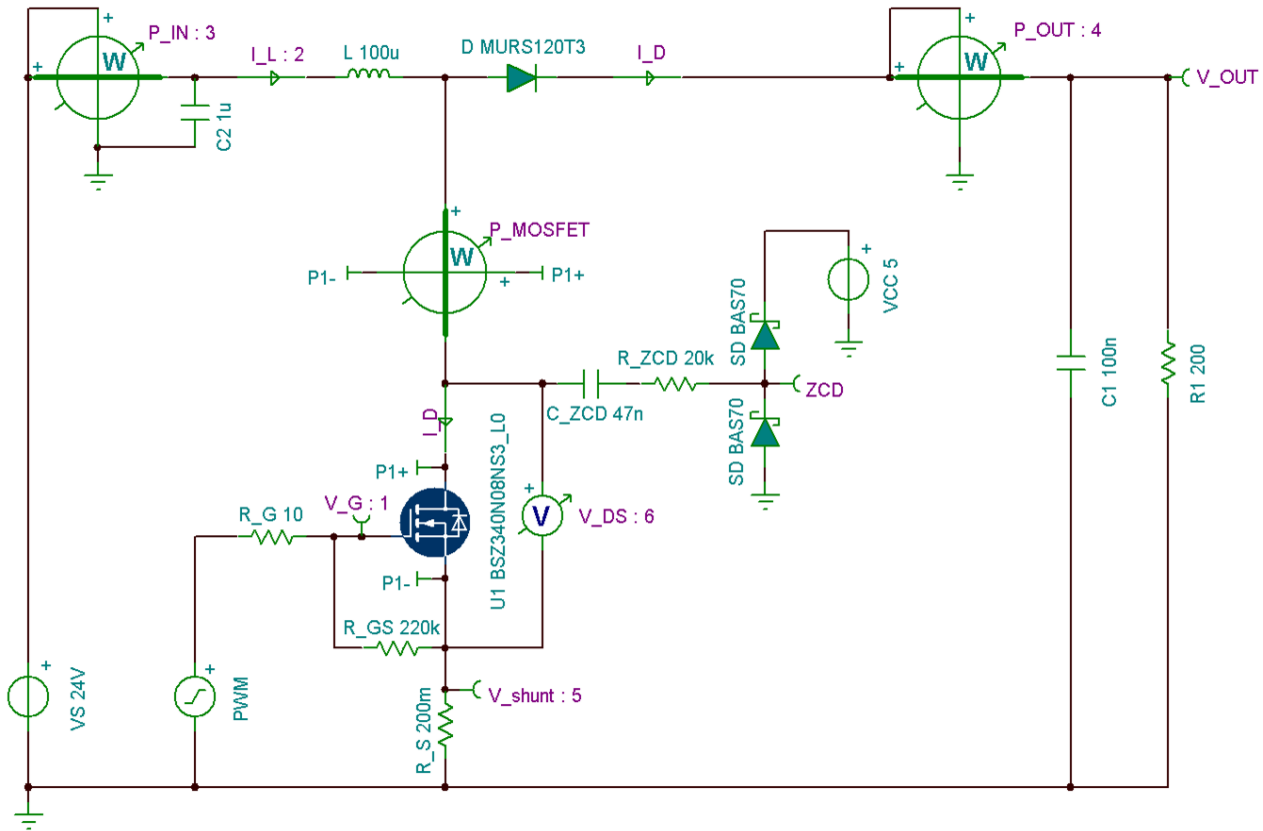 P_IN : 3
W
I_L : 2
L 100u
D MURS120T3
I_D
P_OUT : 4
W
V_OUT
C2 1u
P_MOSFET
W
P1-
P1+
VCC 5
SD BAS70
R_ZCD 20k
ZCD
C_ZCD 47n
SD BAS70
C1 100n
R1 200
I_D
P1+
V_G : 1
R_G 10
V
V_DS : 6
U1 BSZ340N08NS3_L0
P1-
R_GS 220k
V_shunt : 5
VS 24V
PWM
R_S 200m